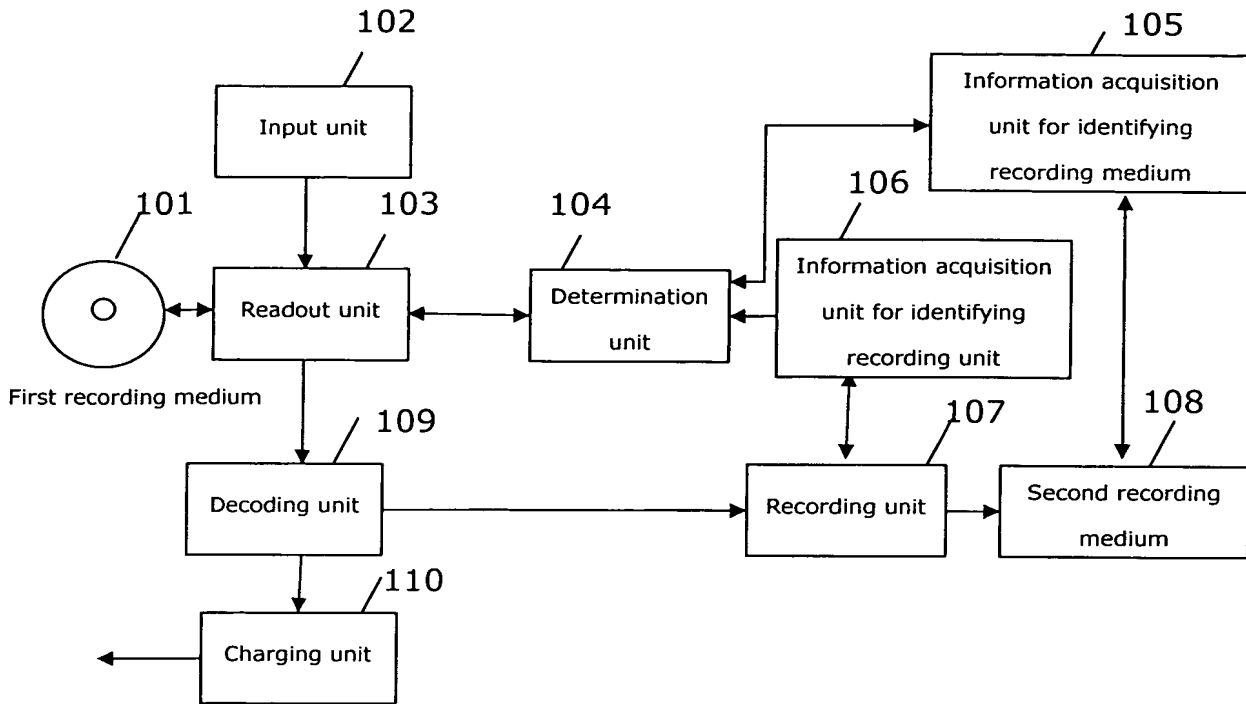 102
Input unit
105
Information acquisition
unit for identifying
recording medium
101
103
104
106
Readout unit
Determination
unit
Information acquisition
unit for identifying
recording unit
First recording medium
109
107
108
Decoding unit
Recording unit
Second recording
medium
110
Charging unit